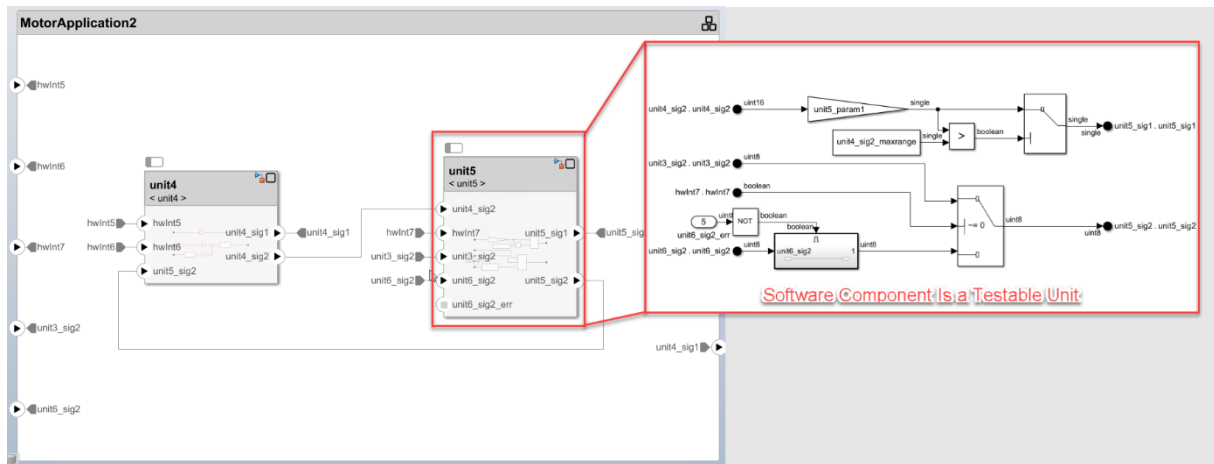 MotorApplication2
hwInt5
hwInt6
hwInt7
unit3_sig2
unit6_sig2
unit4
< unit4 >
hwInt5
hwInt5
unit4_sig1
unit4_sig1
hwInt6
hwInt6
unit4_sig2
unit5_sig2
unit5
< unit5 >
unit4_sig2
hwInt7
hwInt7
unit5_sig1
unit5_sig
unit3_sig2
unit3_sig2
unit6_sig2
unit6_sig2
unit5_sig2
unit6_sig2_err
unit4_sig1
unit4_sig2 . unit4_sig2
uint16
unit5_param1
single
unit4_sig2_maxrange
single
>
boolean
single
single
unit5_sig1 . unit5_sig1
unit3_sig2 . unit3_sig2
uint8
hwInt7 . hwInt7
boolean
5
uint
NOT
boolean
boolean
unit6_sig2_err
unit6_sig2 . unit6_sig2
uint8
unit6_sig2
1
uint8
~= 0
uint8
uint8
unit5_sig2 . unit5_sig2
Software Component Is a Testable Unit